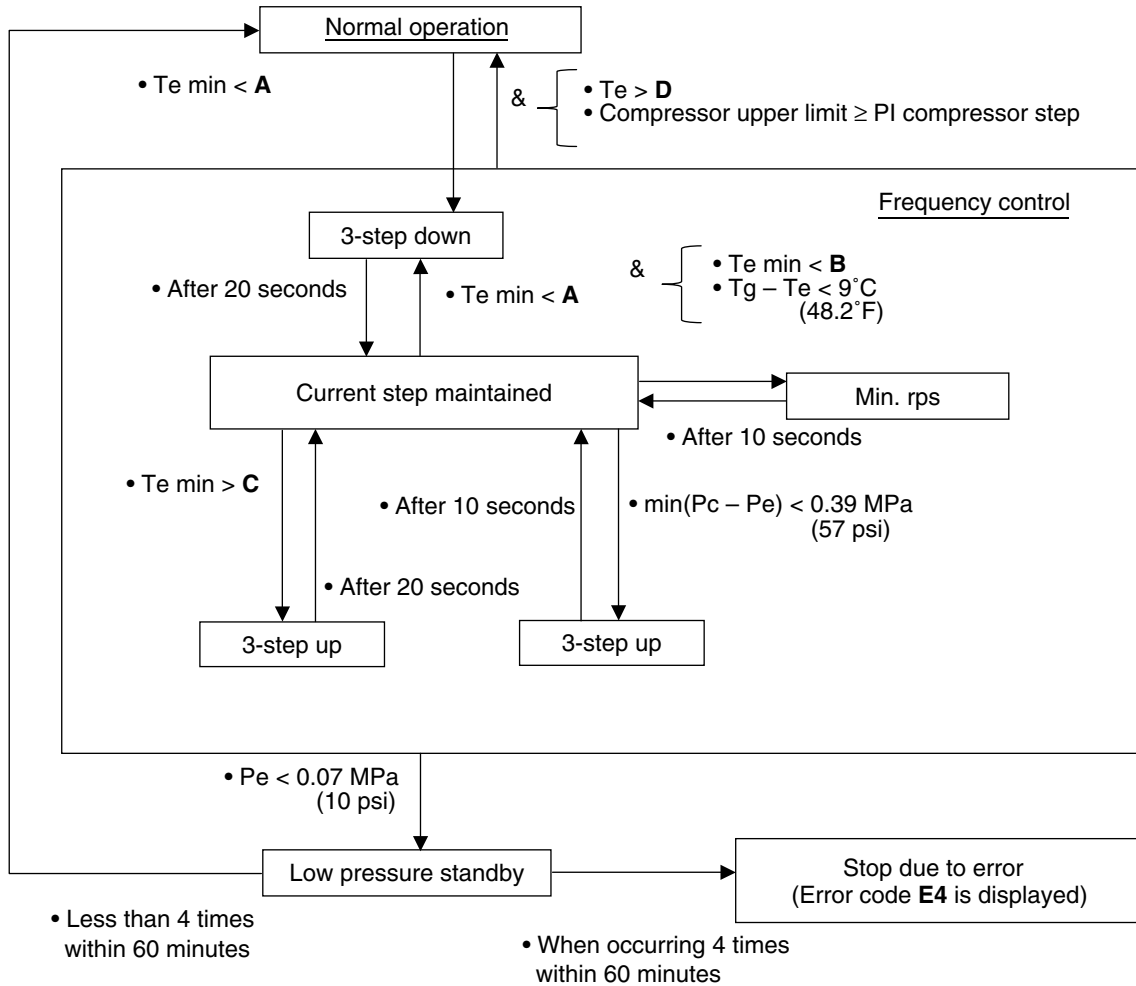 Normal operation
• Te min < A
&
• Te > D
• Compressor upper limit ≥ PI compressor step
Frequency control
3-step down
&
• Te min < B
• Tg – Te < 9˚C
(48.2˚F)
• After 20 seconds
• Te min < A
Current step maintained
Min. rps
• After 10 seconds
• Te min > C
• After 10 seconds
• min(Pc – Pe) < 0.39 MPa
(57 psi)
• After 20 seconds
3-step up
3-step up
• Pe < 0.07 MPa
(10 psi)
Low pressure standby
Stop due to error
(Error code E4 is displayed)
• Less than 4 times
within 60 minutes
• When occurring 4 times
within 60 minutes